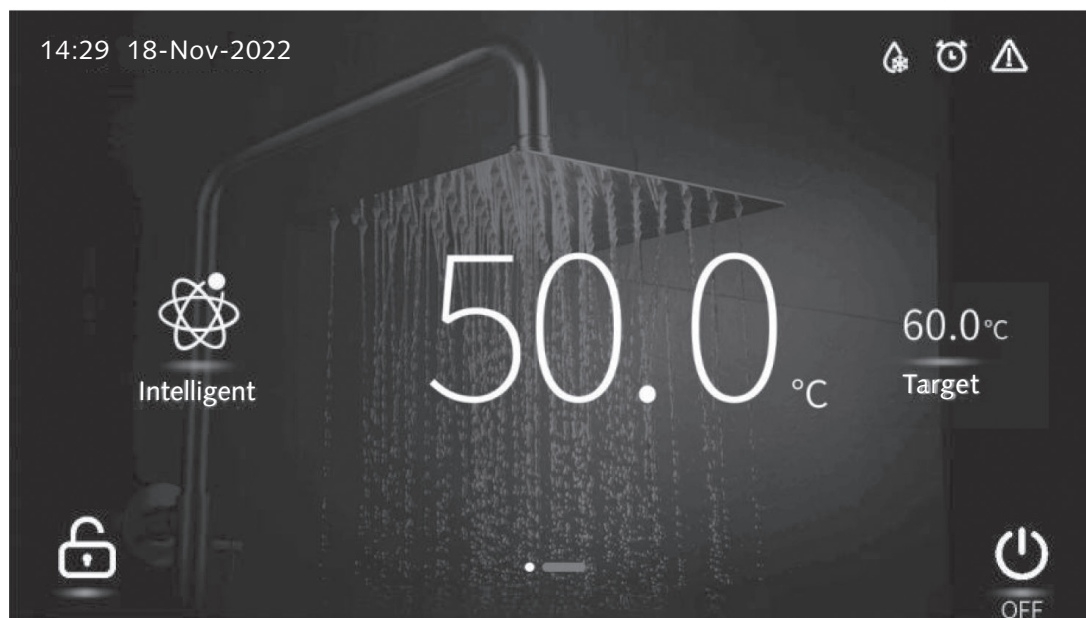 14:29 18-Nov-2022
50.0 °C
60.0°C
Intelligent
Target
OFF